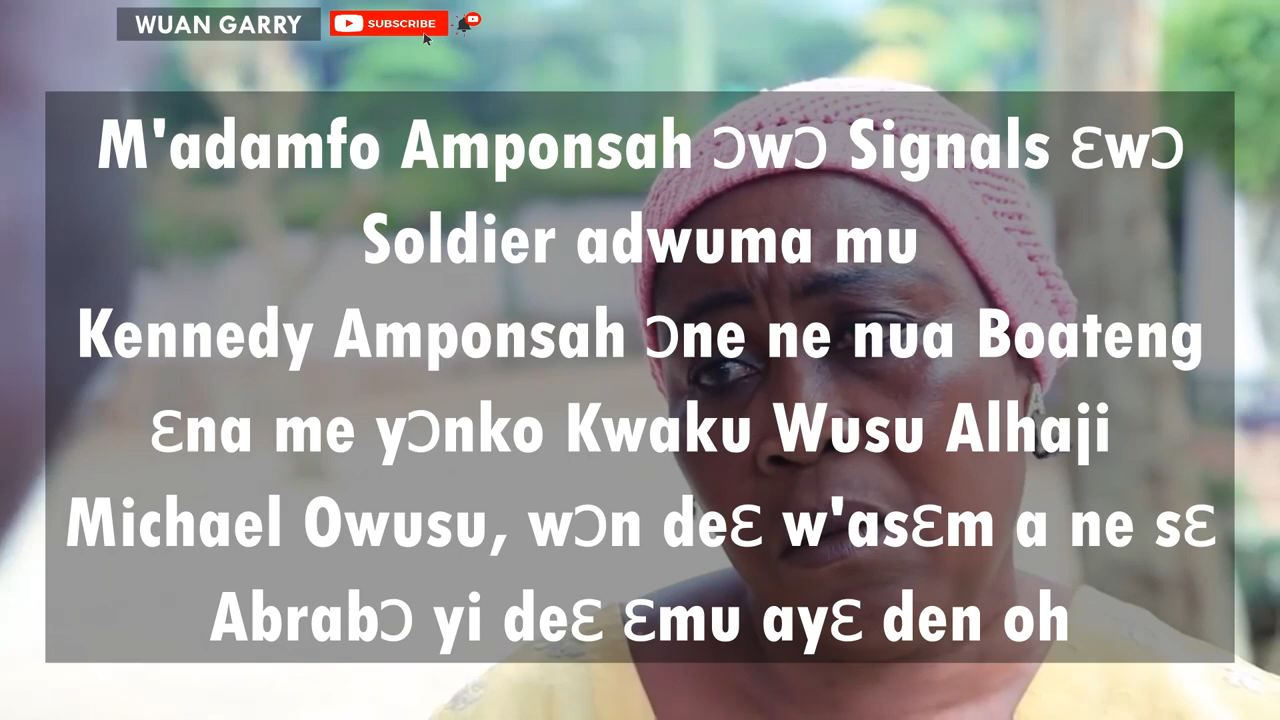 WUAN GARRY
SUBSCRIBE
M'adamfo Amponsah ƆwƆ Signals ƐwƆ
Soldier adwuma mu
Kennedy Amponsah Ɔne ne nua Boateng
Ɛna me yƆnko Kwaku Wusu Alhaji
Michael Owusu, wƆn deƐ w'asƐm a ne sƐ
AbrabƆ yi deƐ Ɛmu ayƐ den oh